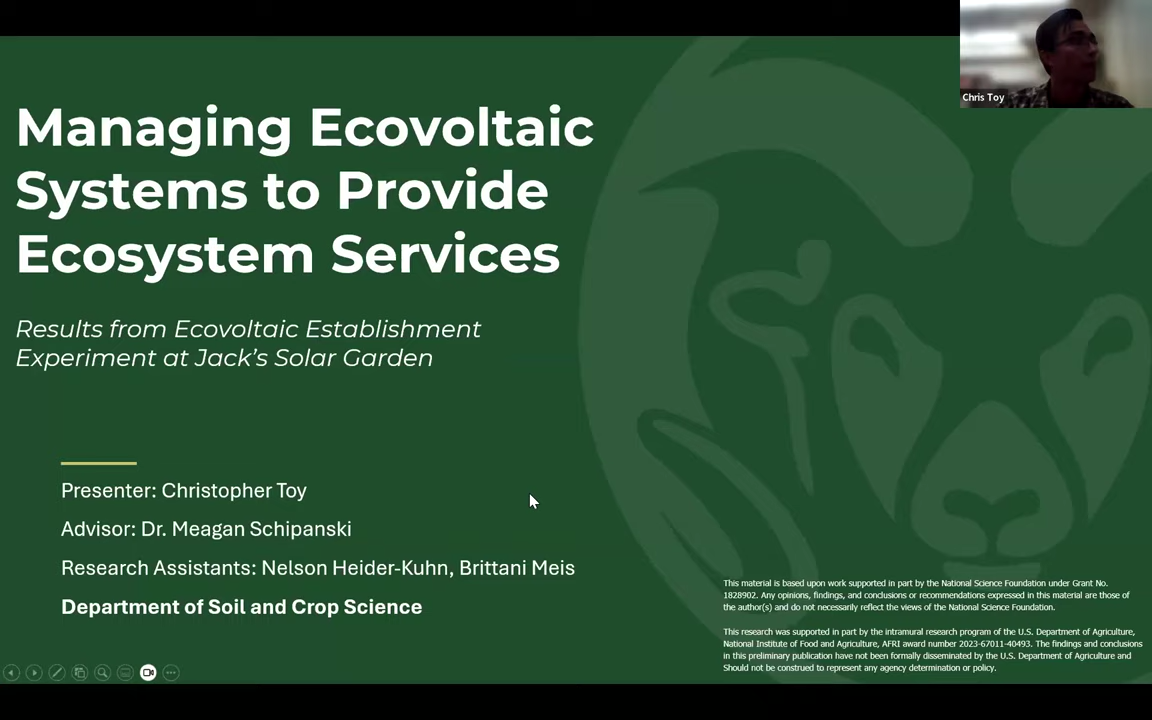 Chris Toy
Managing Ecovoltaic
Systems to Provide
Ecosystem Services
Results from Ecovoltaic Establishment
Experiment at Jack's Solar Garden
Presenter: Christopher Toy
Advisor: Dr. Meagan Schipanski
Research Assistants: Nelson Heider-Kuhn, Brittani Meis
Department of Soil and Crop Science
This material is based upon work supported in part by the National Science Foundation under Grant No.
1828902. Any opinions, findings, and conclusions or recommendations expressed in this material are those of
the author(s) and do not necessarily reflect the views of the National Science Foundation.
This research was supported in part by the intramural research program of the U.S. Department of Agriculture,
National Institute of Food and Agriculture, AFRI award number 2023-67011-40493. The findings and conclusions
in this preliminary publication have not been formally disseminated by the U.S. Department of Agriculture and
Should not be construed to represent any agency determination or policy.